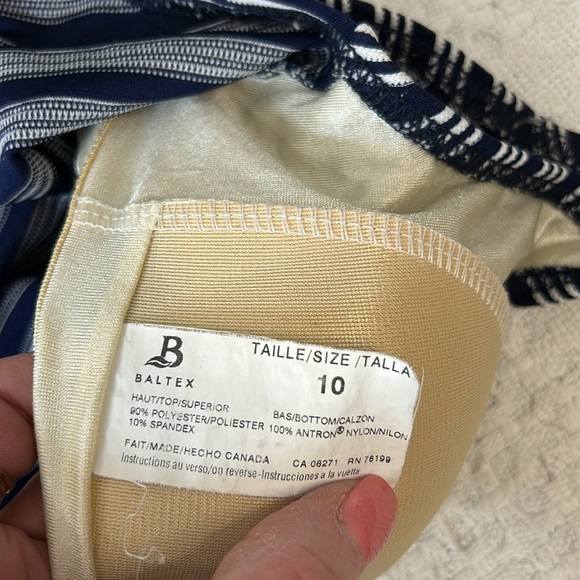 B
BALTEX
TAILLE/SIZE/TALLA
10
HAUT/TOP/SUPERIOR
90% POLYESTER/POLIESTER
10% SPANDEX
BAS/BOTTOM/CALZON
100% ANTRON® NYLON/NILON
FAIT/MADE/HECHO CANADA CA 06271 RN 76199
Instructions au verso/on reverse-Instrucciones a la vuelta